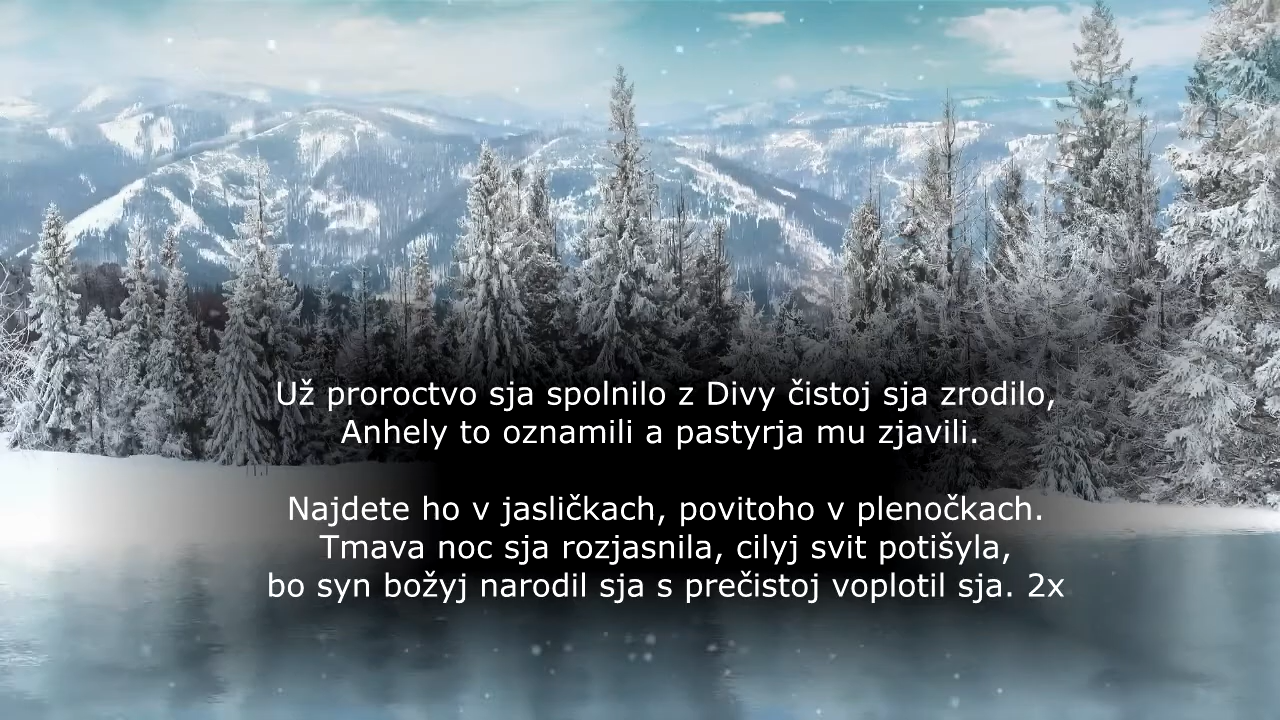 Už proroctvo sja spolnilo z Divy čistoj sja zrodilo,
Anhely to oznamili a pastyrja mu zjavili.
Najdete ho v jasličkach, povitoho v plenočkach.
Tmava noc sja rozjasnila, cilyj svit potišyla,
bo syn božyj narodil sja s prečistoj voplotil sja. 2x